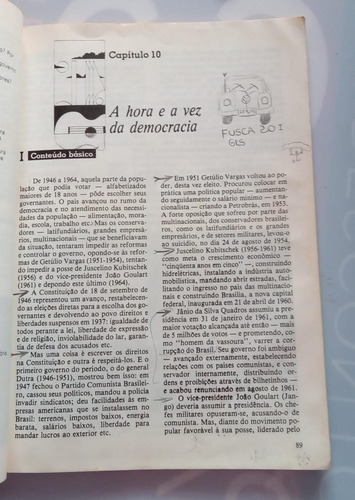 Capítulo 10
A hora e a vez
da democracia
FUSCA 20 I
GLS
I Conteúdo básico
De 1946 a 1964, aquela parte da popu-
lação que podia votar — alfabetizados
maiores de 18 anos — pôde escolher seus
governantes. O país avançou no rumo da
democracia e no atendimento das necessi-
dades da população — alimentação, mora-
dia, escola, trabalho etc. Mas os conserva-
dores — latifundiários, grandes empresá-
rios, multinacionais — que se beneficiavam
da situação, tentaram impedir as reformas
e controlar o governo, opondo-se às refor-
mas de Getúlio Vargas (1951-1954), tentan-
do impedir a posse de Juscelino Kubitschek
(1956) e do vice-presidente João Goulart
(1961) e depondo este último (1964).
A Constituição de 18 de setembro de
1946 representou um avanço, restabelecen-
do as eleições diretas para a escolha dos gover-
nantes e devolvendo ao povo direitos e
liberdades suspensos em 1937: igualdade de
todos perante a lei, liberdade de expressão
e de religião, inviolabilidade do lar, garan-
tia de defesa dos acusados etc.
Mas uma coisa é escrever os direitos
na Constituição e outra é respeitá-los. E o
primeiro governo do período, o do general
Dutra (1946-1951), mostrou bem isso: em
1947 fechou o Partido Comunista Brasilei-
ro, cassou seus políticos, mandou a polícia
invadir sindicatos; deu facilidades às em-
presas americanas que se instalassem no
Brasil: terrenos, impostos baixos, energia
barata, salários baixos, liberdade para
mandar lucros ao exterior etc.
Em 1951 Getúlio Vargas voltou ao po-
der, desta vez eleito. Procurou colocar em
prática uma política popular — aumentan-
do seguidamente o salário mínimo — e na-
cionalista — criando a Petrobrás, em 1953.
A forte oposição que sofreu por parte das
multinacionais, dos conservadores brasilei-
ros, como os latifundiários e os grandes
empresários, e de setores militares, levou-o
ao suicídio, no dia 24 de agosto de 1954.
Juscelino Kubitschek (1956-1961) teve
como meta o crescimento econômico —
"cinqüenta anos em cinco" —, construindo
hidrelétricas, instalando a indústria auto-
mobilística, mandando abrir estradas, faci-
litando o ingresso no país das multinacio-
nais e construindo Brasília, a nova capital
federal, inaugurada em 21 de abril de 1960.
Jânio da Silva Quadros assumiu a pre-
sidência em 31 de janeiro de 1961, com a
maior votação alcançada até então — mais
de 5 milhões de votos — e prometendo, co-
mo "homem da vassoura", varrer a cor-
rupção do Brasil. Seu governo foi ambíguo
— avançado externamente, estabelecendo
relações com os países comunistas, e con-
servador internamente, distribuindo or-
dens e proibições através de bilhetinhos —
e acabou renunciando em agosto de 1961.
O vice-presidente João Goulart (Jan-
go) deveria assumir a presidência. Os che-
fes militares opuseram-se, acusando-o de
comunista. Mas, diante do movimento po-
pular favorável à sua posse, liderado pelo
89